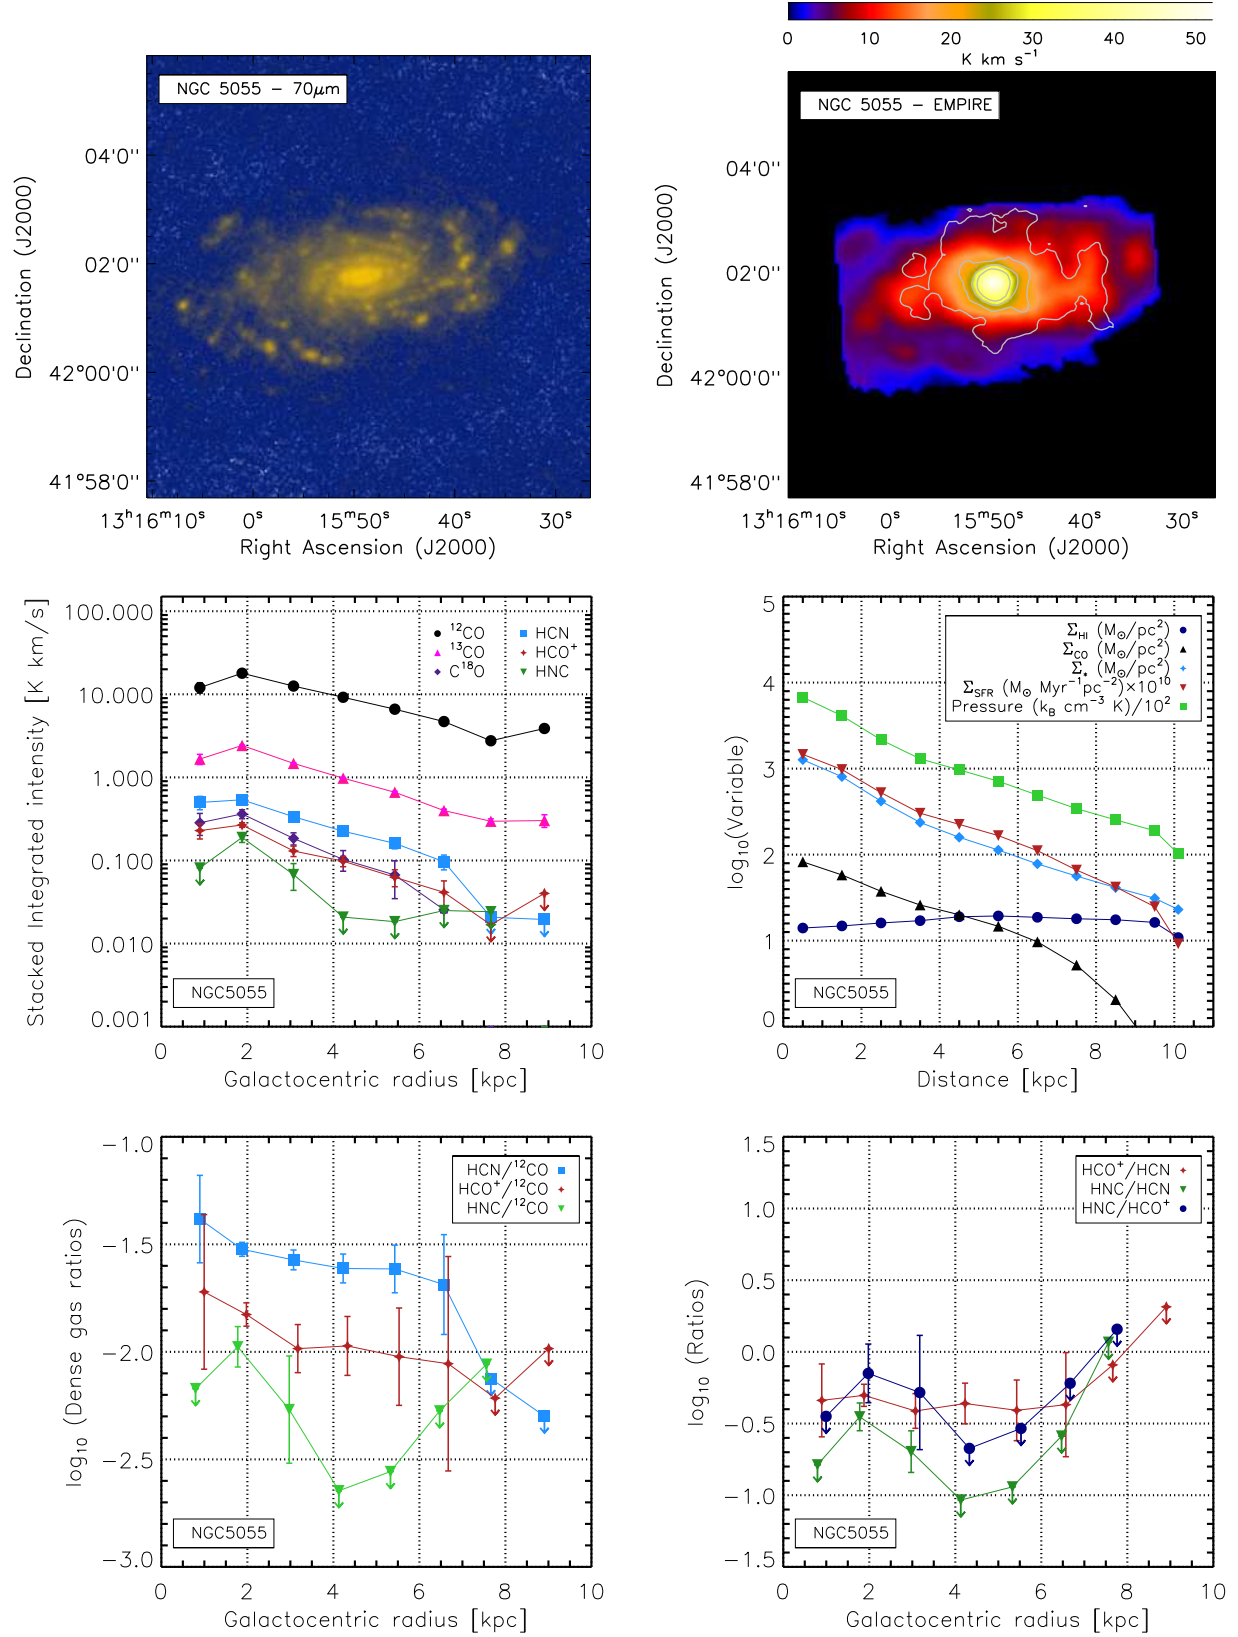 NGC 5055 – 70μm
04'0''
02'0''
42°00'0''
41°58'0''
13ʰ16ᵐ10ˢ 0ˢ 15ᵐ50ˢ 40ˢ 30ˢ
Right Ascension (J2000)
Declination (J2000)
0 10 20 30 40 50
K km s⁻¹
NGC 5055 – EMPIRE
04'0''
02'0''
42°00'0''
41°58'0''
13ʰ16ᵐ10ˢ 0ˢ 15ᵐ50ˢ 40ˢ 30ˢ
Right Ascension (J2000)
Declination (J2000)
Stacked Integrated intensity [K km/s]
100.000
10.000
1.000
0.100
0.010
0.001
¹²CO HCN
¹³CO HCO⁺
C¹⁸O HNC
NGC5055
0 2 4 6 8 10
Galactocentric radius [kpc]
log₁₀(Variable)
5
4
3
2
1
0
Σ_HI (M⊙/pc²)
Σ_CO (M⊙/pc²)
Σ_* (M⊙/pc²)
Σ_SFR (M⊙ Myr⁻¹pc⁻²)×10¹⁰
Pressure (k_B cm⁻³ K)/10²
NGC5055
0 2 4 6 8 10
Distance [kpc]
log₁₀ (Dense gas ratios)
−1.0
−1.5
−2.0
−2.5
−3.0
HCN/¹²CO
HCO⁺/¹²CO
HNC/¹²CO
NGC5055
0 2 4 6 8 10
Galactocentric radius [kpc]
log₁₀ (Ratios)
1.5
1.0
0.5
0.0
−0.5
−1.0
−1.5
HCO⁺/HCN
HNC/HCN
HNC/HCO⁺
NGC5055
0 2 4 6 8 10
Galactocentric radius [kpc]